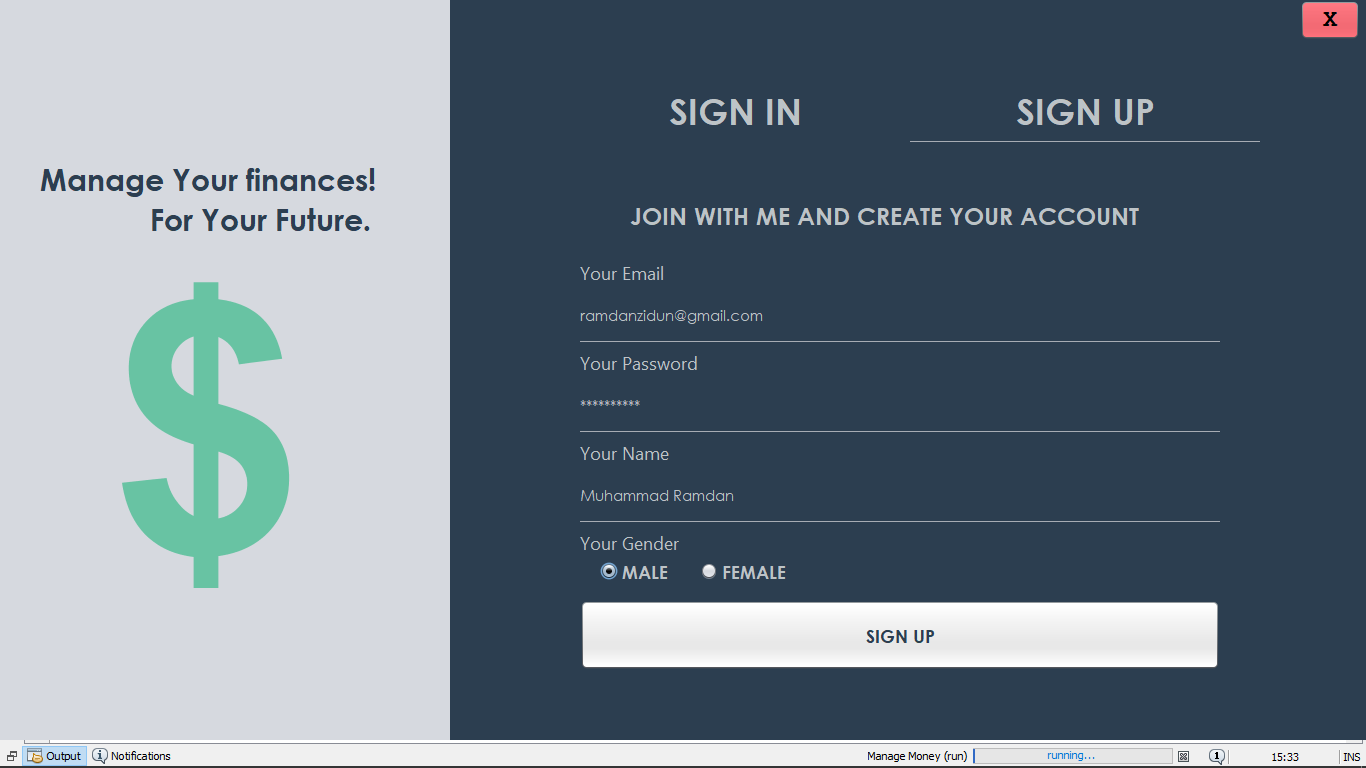 X
Manage Your finances!
For Your Future.
SIGN IN
SIGN UP
JOIN WITH ME AND CREATE YOUR ACCOUNT
Your Email
ramdanzidun@gmail.com
Your Password
**********
Your Name
Muhammad Ramdan
Your Gender
MALE
FEMALE
SIGN UP
Output
Notifications
Manage Money (run)
running...
1
15:33
INS